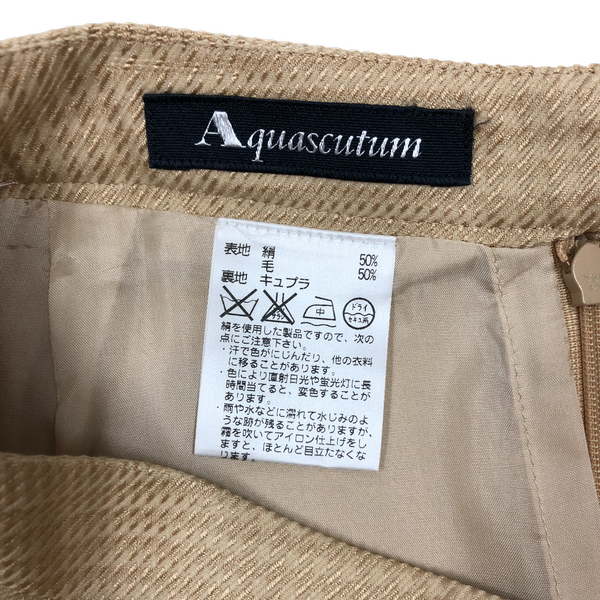 Aquascutum
表地 絹 50%
毛 50%
裏地 キュプラ
中 ドライ
セキユ系
絹を使用した製品ですので、次の
点にご注意下さい。
・汗で色がにじんだり、他の衣料
に移ることがあります。
・色により直射日光や蛍光灯に長
時間当てると、変色することが
あります。
・雨や水などに濡れて水じみのよ
うな跡が残ることがありますが、
霧を吹いてアイロン仕上げをし
ますと、ほとんど目立たなくな
ります。